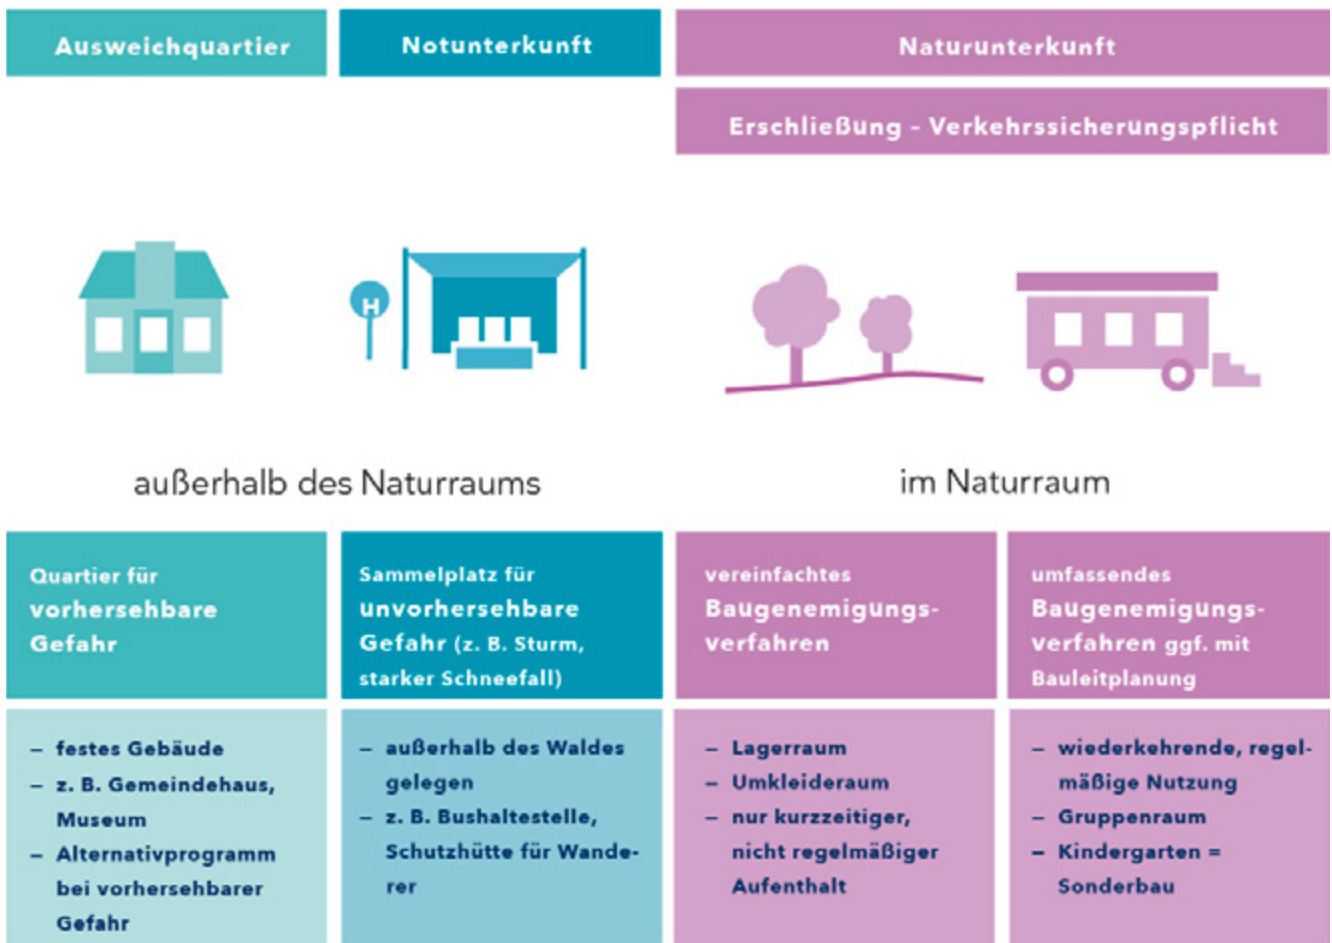 Ausweichquartier
Notunterkunft
Naturunterkunft
Erschließung – Verkehrssicherungspflicht
H
außerhalb des Naturraums
im Naturraum
Quartier für
vorhersehbare
Gefahr
Sammelplatz für
unvorhersehbare
Gefahr (z. B. Sturm,
starker Schneefall)
vereinfachtes
Baugenemigungs-
verfahren
umfassendes
Baugenemigungs-
verfahren ggf. mit
Bauleitplanung
– festes Gebäude
– z. B. Gemeindehaus,
Museum
– Alternativprogramm
bei vorhersehbarer
Gefahr
– außerhalb des Waldes
gelegen
– z. B. Bushaltestelle,
Schutzhütte für Wande-
rer
– Lagerraum
– Umkleideraum
– nur kurzzeitiger,
nicht regelmäßiger
Aufenthalt
– wiederkehrende, regel-
mäßige Nutzung
– Gruppenraum
– Kindergarten =
Sonderbau